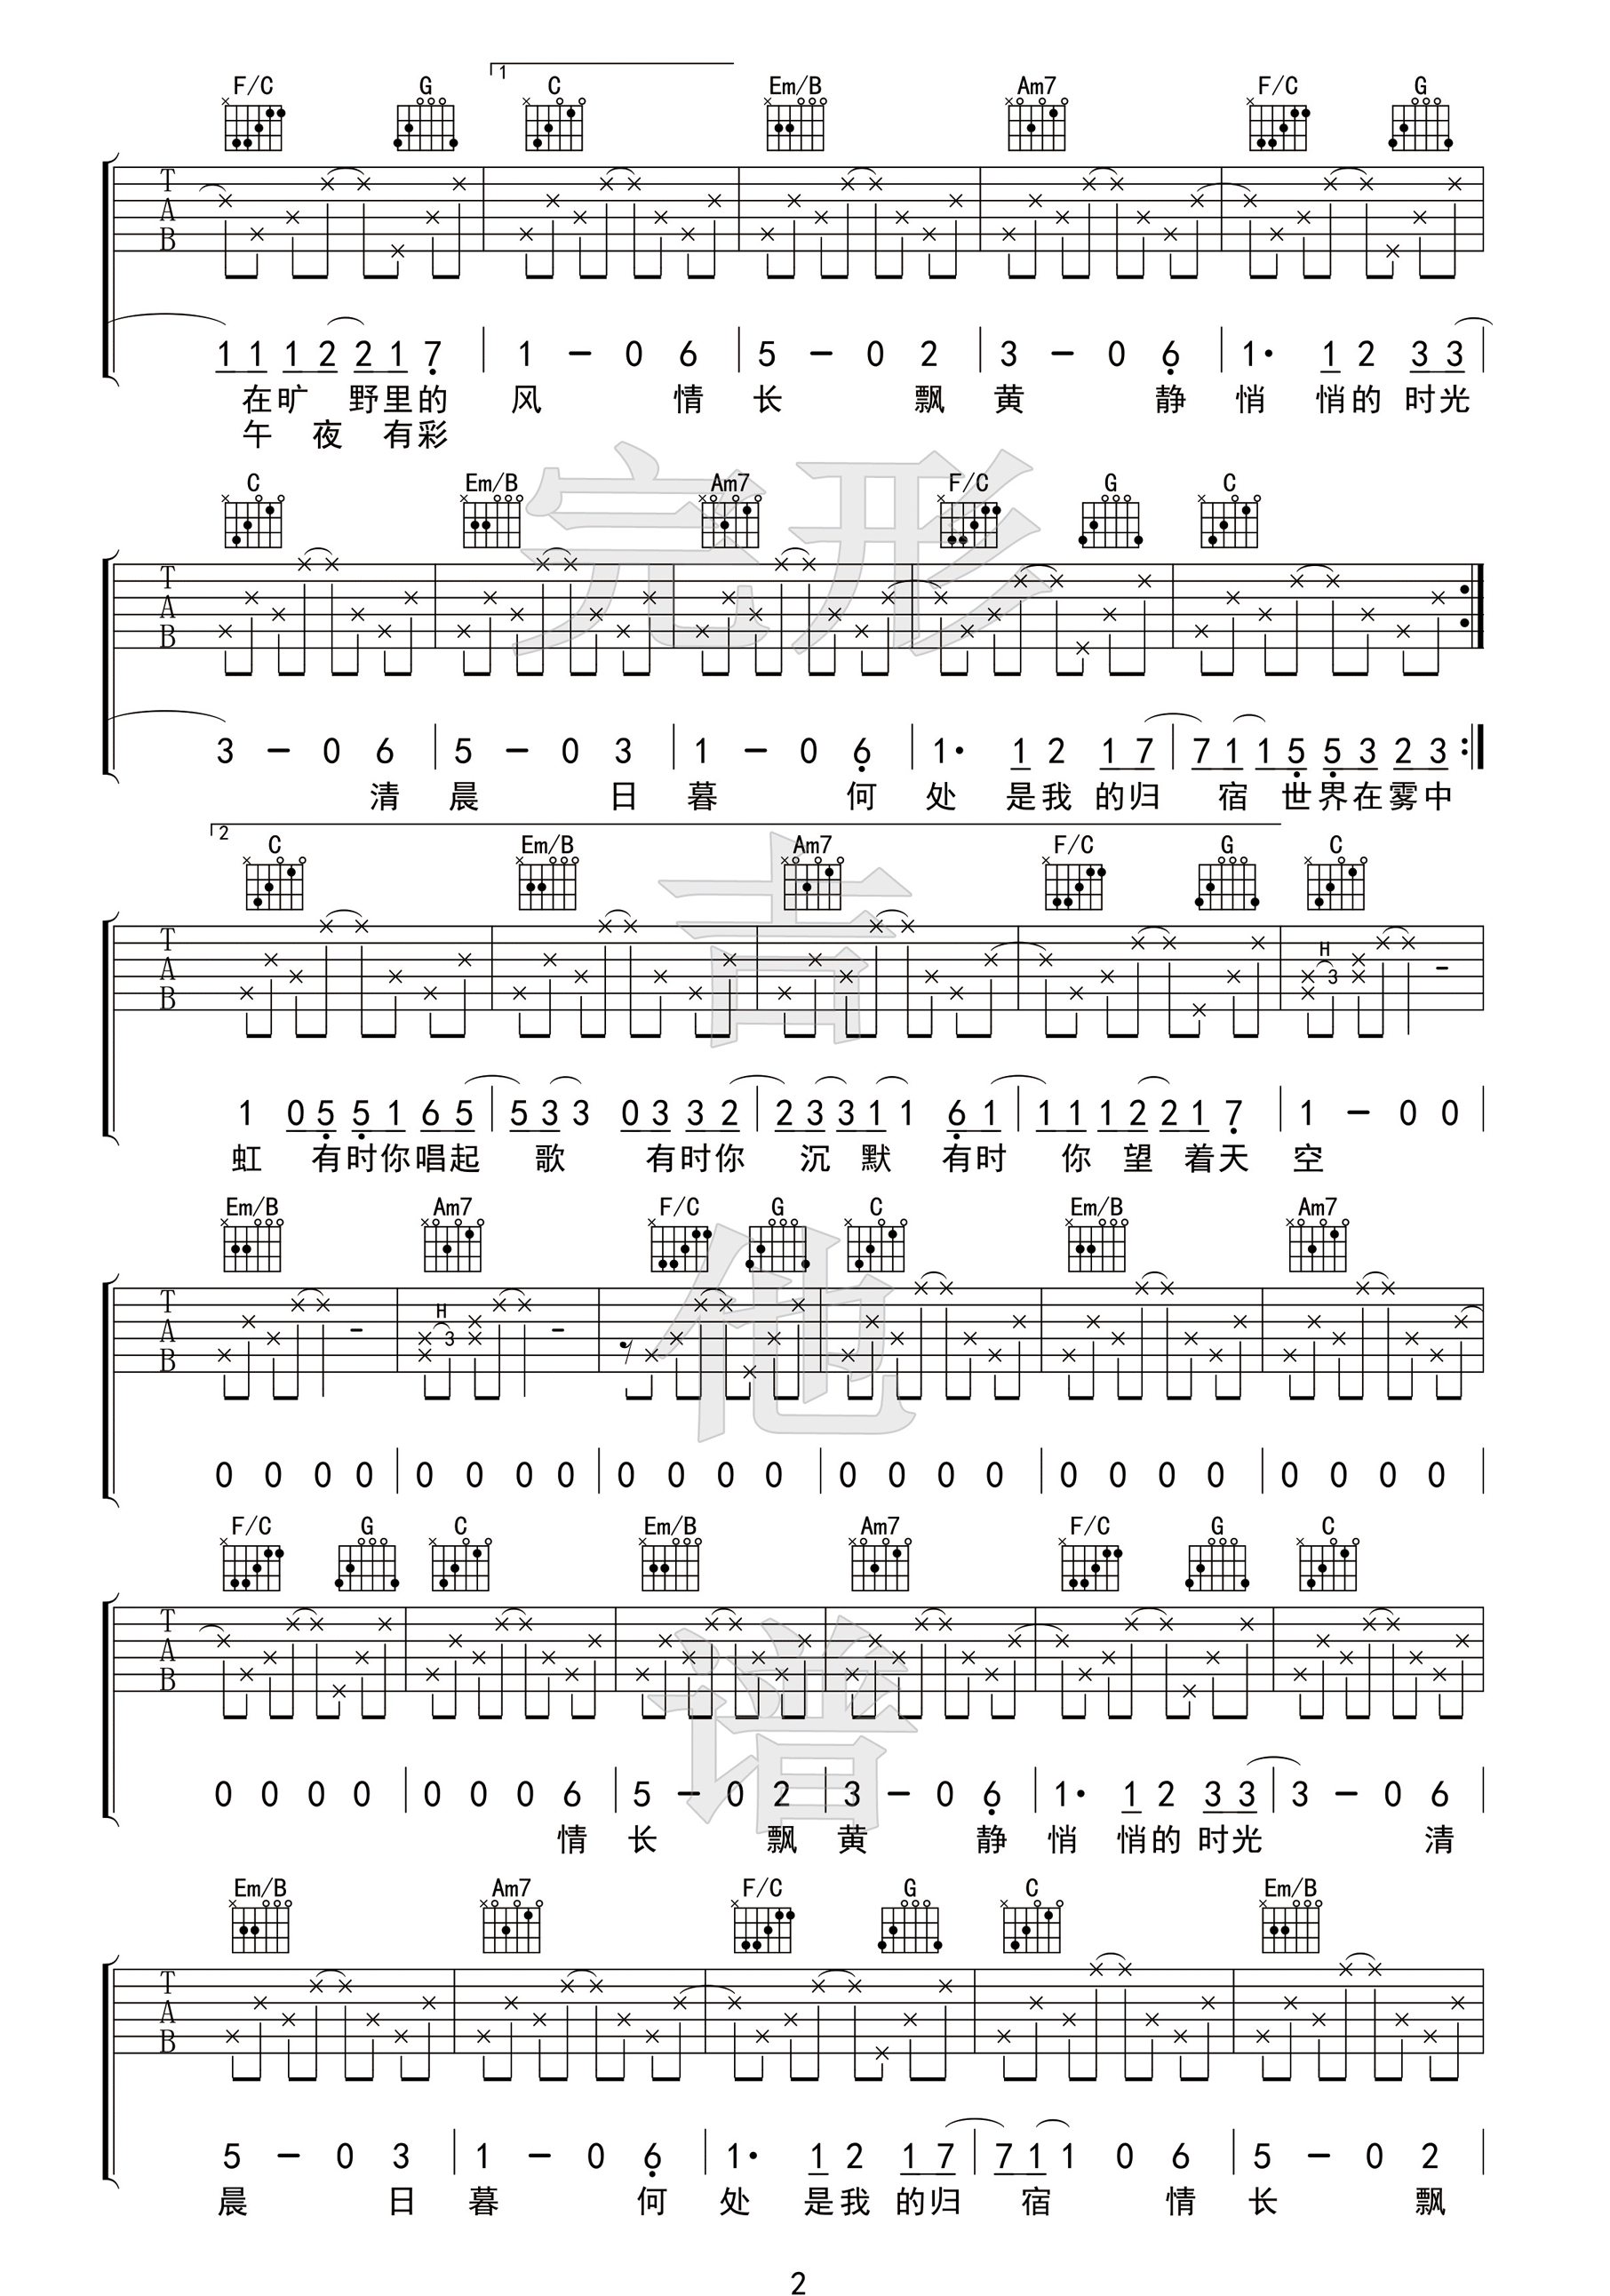 1
F/C G C Em/B Am7 F/C G
T
A
B
1 1 1 2 2 1 7 | 1 – 0 6 | 5 – 0 2 | 3 – 0 6 | 1· 1 2 3 3 |
在旷 野里的 风 情 长 飘 黄 静 悄 悄的 时光
午 夜 有彩
C Em/B Am7 F/C G C
T
A
B
3 – 0 6 | 5 – 0 3 | 1 – 0 6 | 1· 1 2 1 7 | 7 1 1 5 5 3 2 3 :|
清 晨 日 暮 何 处 是我 的归 宿 世界在雾中
2
C Em/B Am7 F/C G C
T
A
B
H
3
1 0 5 5 1 6 5 | 5 3 3 0 3 3 2 | 2 3 3 1 1 6 1 | 1 1 1 2 2 1 7 | 1 – 0 0
虹 有时你唱起 歌 有时你 沉 默 有时 你 望 着天 空
Em/B Am7 F/C G C Em/B Am7
T
A
B
H
3
0 0 0 0 | 0 0 0 0 | 0 0 0 0 | 0 0 0 0 | 0 0 0 0 | 0 0 0 0 |
F/C G C Em/B Am7 F/C G C
T
A
B
0 0 0 0 | 0 0 0 6 | 5 – 0 2 | 3 – 0 6 | 1· 1 2 3 3 | 3 – 0 6 |
情 长 飘 黄 静 悄 悄的 时光 清
Em/B Am7 F/C G C Em/B
T
A
B
5 – 0 3 | 1 – 0 6 | 1· 1 2 1 7 | 7 1 1 0 6 | 5 – 0 2 |
晨 日 暮 何 处 是我 的归 宿 情 长 飘
2
完形
吉
他
谱